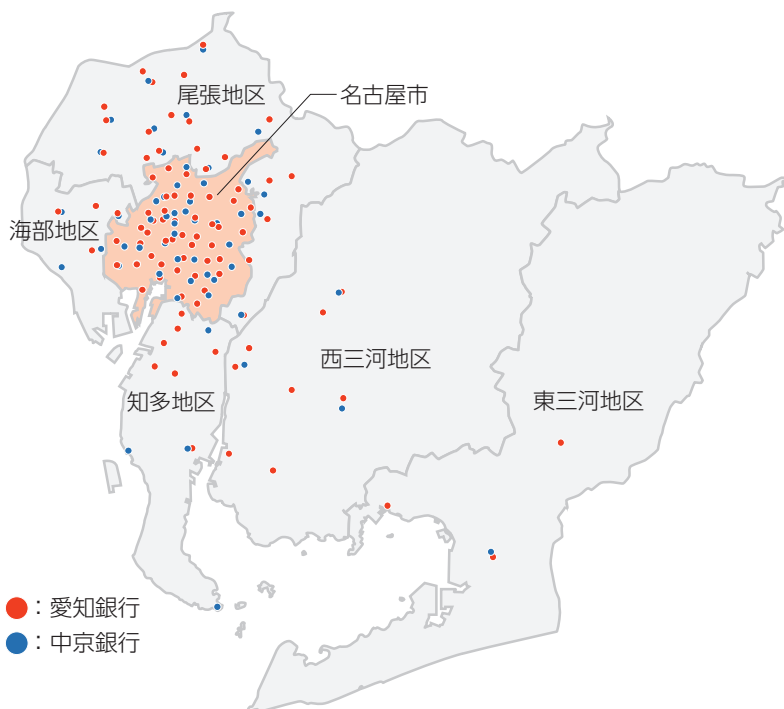 尾張地区
名古屋市
海部地区
西三河地区
知多地区
東三河地区
：愛知銀行
：中京銀行